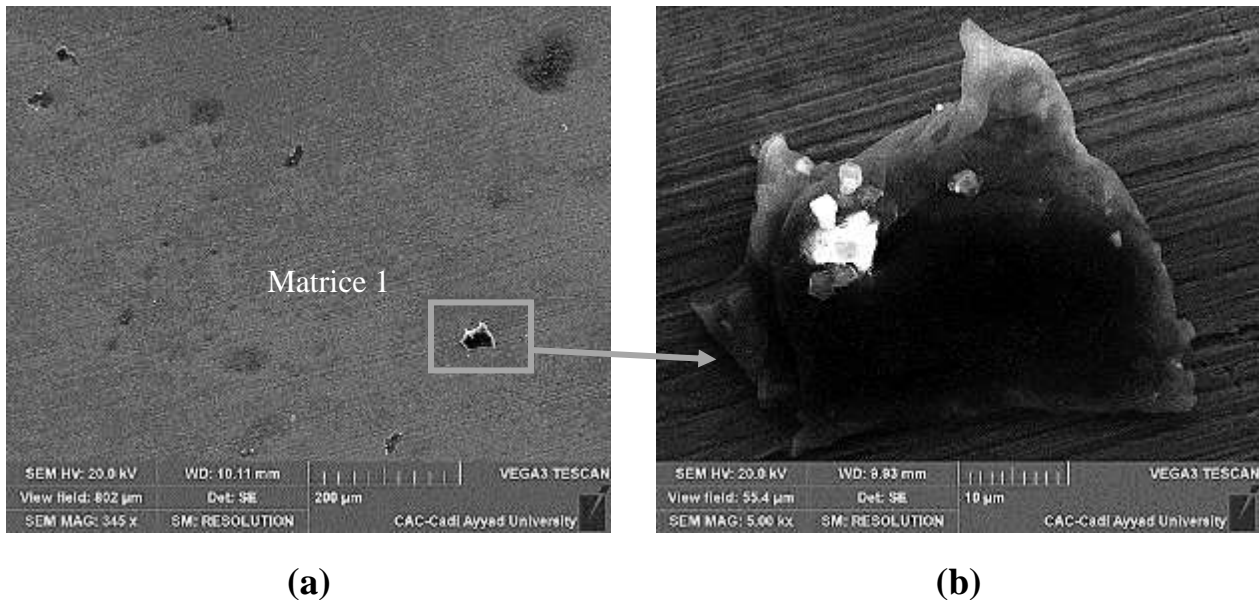 Matrice 1
SEM HV: 20.0 kV WD: 10.11 mm VEGA3 TESCAN
View field: 802 µm Det: SE 200 µm
SEM MAG: 345 x SM: RESOLUTION CAC-Cadi Ayyad University
SEM HV: 20.0 kV WD: 9.93 mm VEGA3 TESCAN
View field: 55.4 µm Det: SE 10 µm
SEM MAG: 5.00 kx SM: RESOLUTION CAC-Cadi Ayyad University
(a) (b)